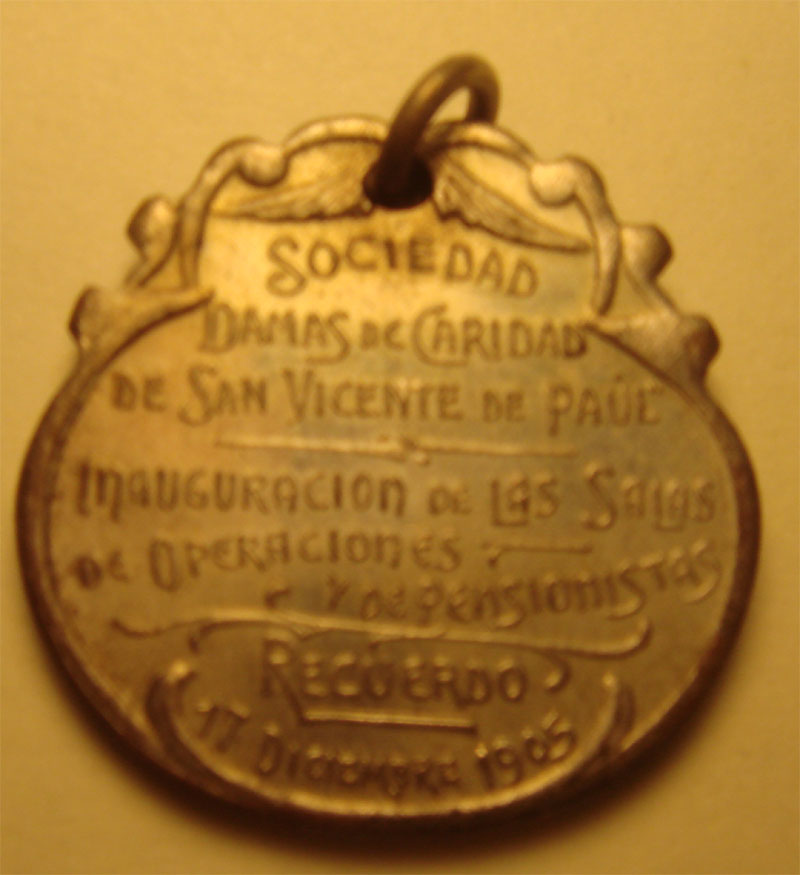 SOCIEDAD
DAMAS DE CARIDAD
DE SAN VICENTE DE PAÚL
INAUGURACION DE LAS SALAS
DE OPERACIONES
Y DE PENSIONISTAS
RECUERDO
17 DICIEMBRE 1905